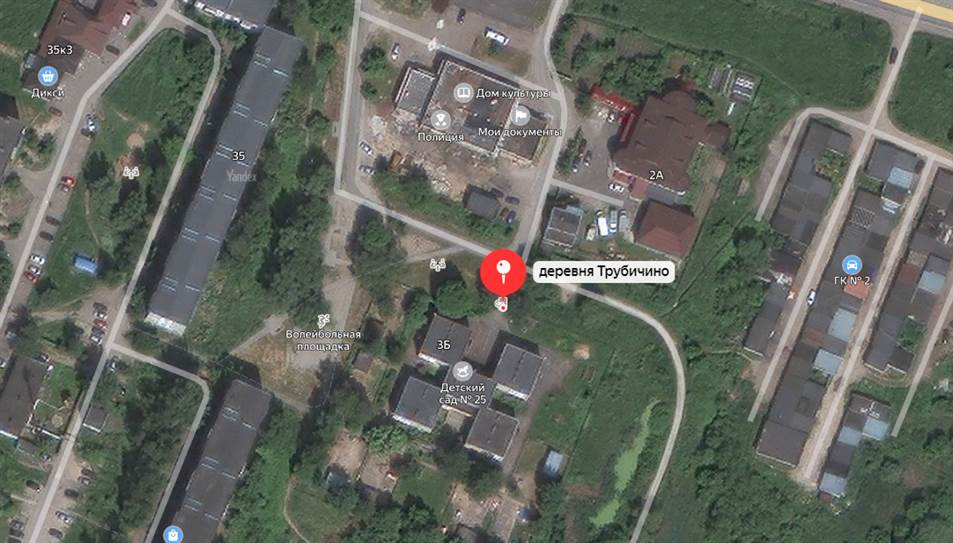 35к3
Дикси
35
Yandex
Дом культуры
Полиция
Мои документы
2А
деревня Трубичино
ГК № 2
Волейбольная
площадка
3Б
Детский
сад № 25